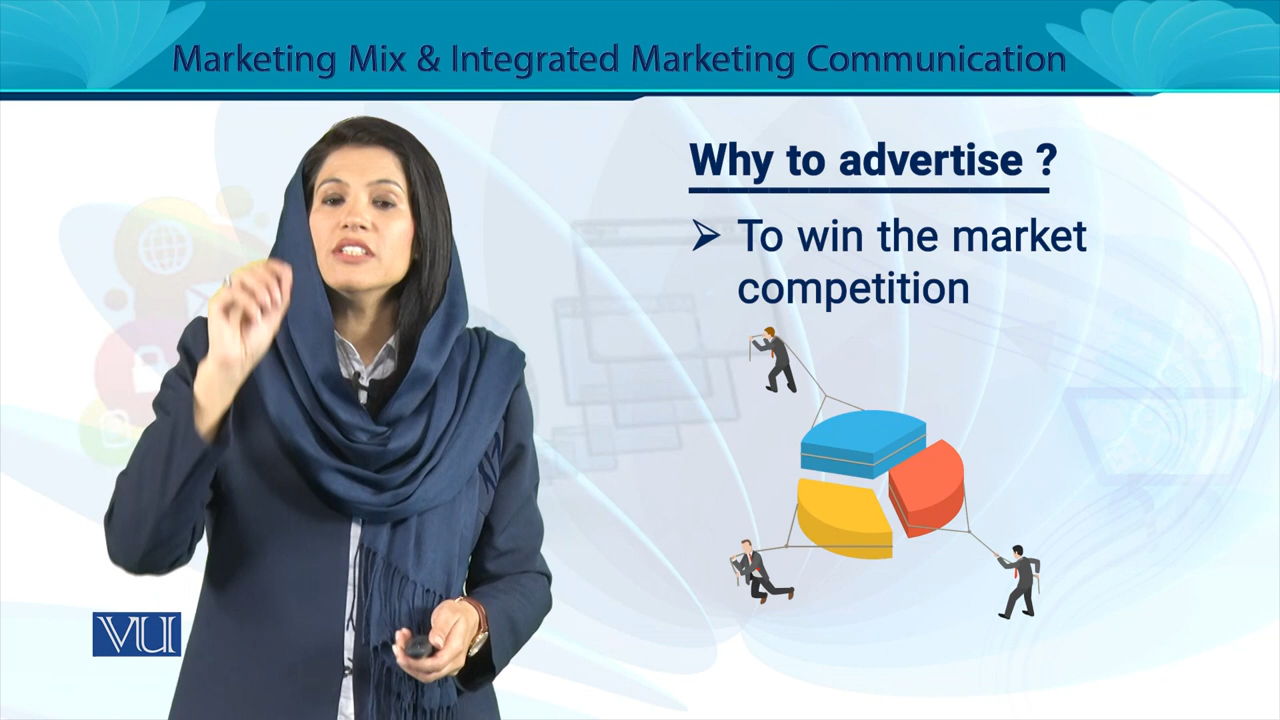 Marketing Mix & Integrated Marketing Communication
Why to advertise ?
To win the market
competition
VU